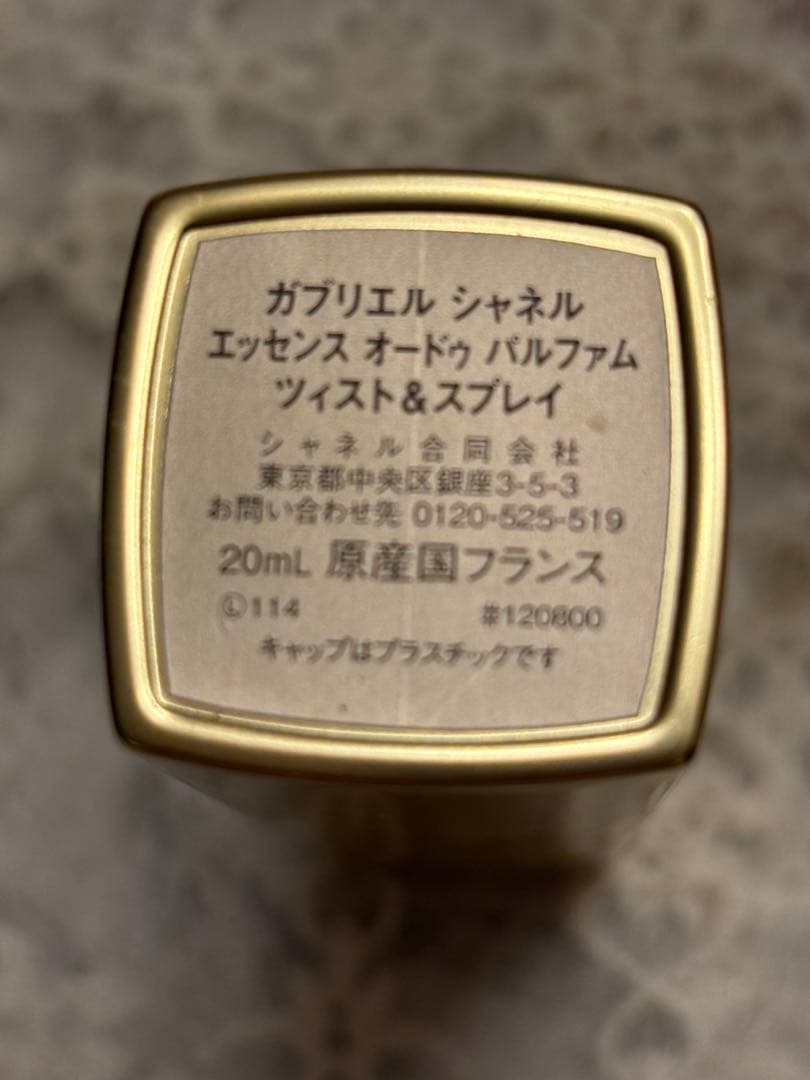 ガブリエル シャネル
エッセンス オードゥ パルファム
ツィスト&スプレイ
シャネル合同会社
東京都中央区銀座3-5-3
お問い合わせ先 0120-525-519
20mL 原産国フランス
Ⓛ114 #120800
キャップはプラスチックです